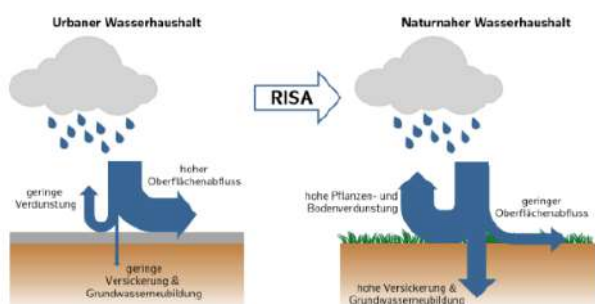 Urbaner Wasserhaushalt
Naturnaher Wasserhaushalt
RISA
geringe
Verdunstung
hoher
Oberflächenabfluss
geringe
Versickerung &
Grundwasserneubildung
hohe Pflanzen- und
Bodenverdunstung
geringer
Oberflächenabfluss
hohe Versickerung &
Grundwasserneubildung